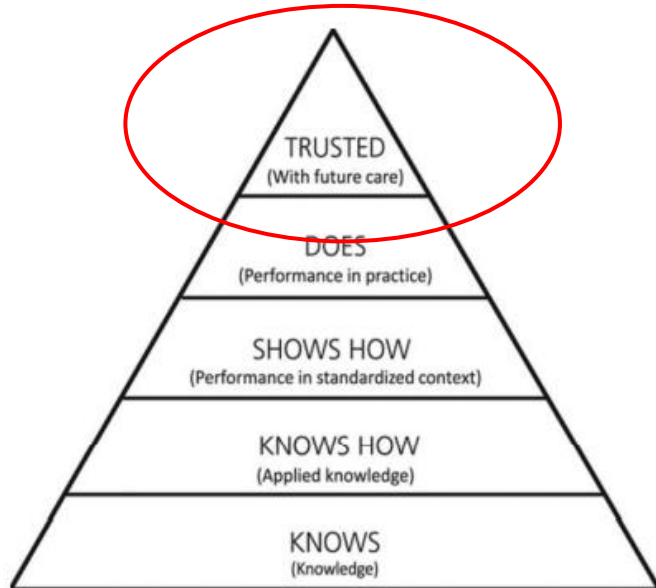 TRUSTED
(With future care)
DOES
(Performance in practice)
SHOWS HOW
(Performance in standardized context)
KNOWS HOW
(Applied knowledge)
KNOWS
(Knowledge)